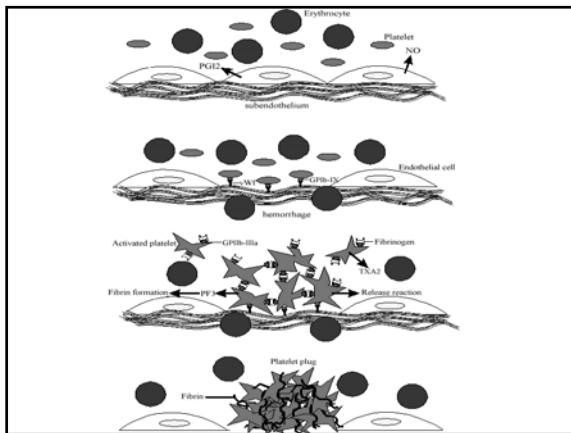 Erythrocyte
Platelet
NO
PGI2
subendothelium
Endothelial cell
vWF
GPIb-IX
hemorrhage
Activated platelet
GPIIb-IIIa
Fibrinogen
TXA2
Fibrin formation
PF3
Release reaction
Platelet plug
Fibrin